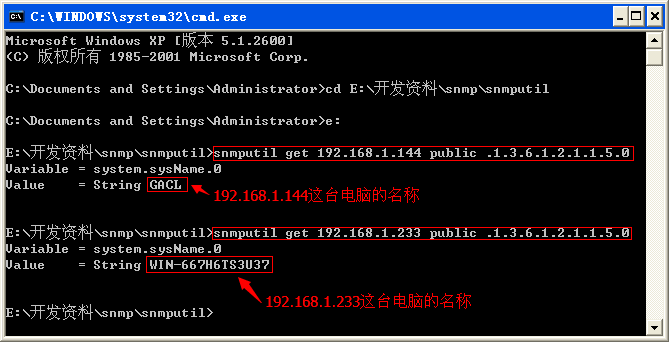 C:\WINDOWS\system32\cmd.exe
Microsoft Windows XP [版本 5.1.2600]
(C) 版权所有 1985-2001 Microsoft Corp.
C:\Documents and Settings\Administrator>cd E:\开发资料\snmp\snmputil
C:\Documents and Settings\Administrator>e:
E:\开发资料\snmp\snmputil>snmputil get 192.168.1.144 public .1.3.6.1.2.1.1.5.0
Variable = system.sysName.0
Value    = String GACL
192.168.1.144这台电脑的名称
E:\开发资料\snmp\snmputil>snmputil get 192.168.1.233 public .1.3.6.1.2.1.1.5.0
Variable = system.sysName.0
Value    = String WIN-667H6TS3U37
192.168.1.233这台电脑的名称
E:\开发资料\snmp\snmputil>